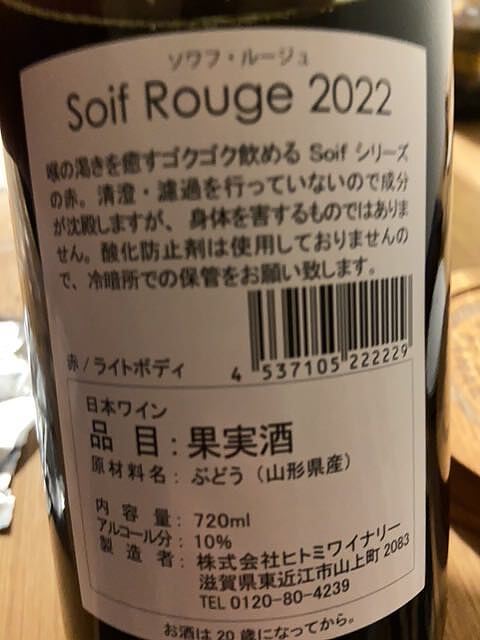 ソワフ・ルージュ
Soif Rouge 2022
喉の渇きを癒すゴクゴク飲める Soif シリーズ
の赤。清澄・濾過を行っていないので成分
が沈殿しますが、身体を害するものではありま
せん。酸化防止剤は使用しておりませんの
で、冷暗所での保管をお願い致します。
赤/ライトボディ
4 537105 222229
日本ワイン
品 目:果実酒
原材料名:ぶどう(山形県産)
内 容 量:720ml
アルコール分:10%
製 造 者:株式会社ヒトミワイナリー
滋賀県東近江市山上町 2083
TEL 0120-80-4239
お酒は 20 歳になってから。